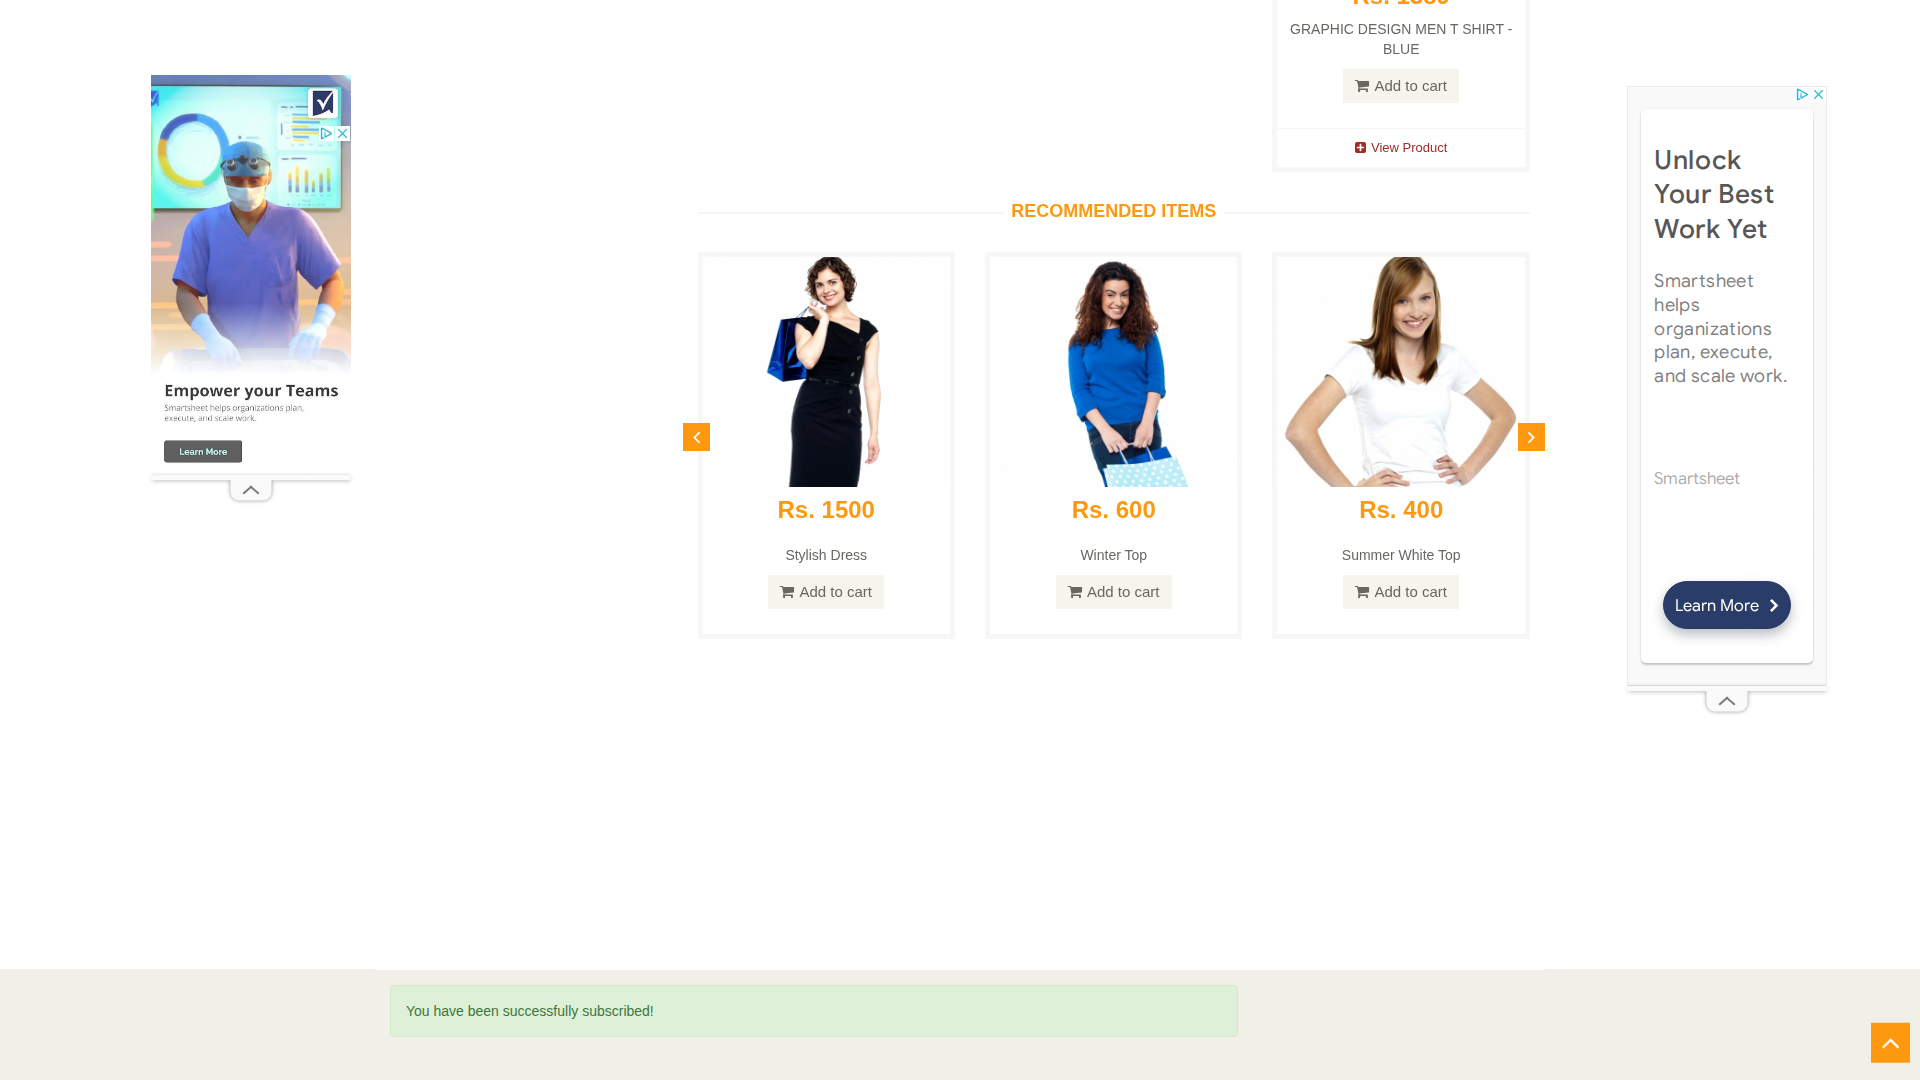 GRAPHIC DESIGN MEN T SHIRT -
BLUE
Add to cart
View Product
RECOMMENDED ITEMS
Rs. 1500
Stylish Dress
Add to cart
Rs. 600
Winter Top
Add to cart
Rs. 400
Summer White Top
Add to cart
Empower your Teams
Smartsheet helps organizations plan,
execute, and scale work.
Learn More
Unlock
Your Best
Work Yet
Smartsheet
helps
organizations
plan, execute,
and scale work.
Smartsheet
Learn More
You have been successfully subscribed!